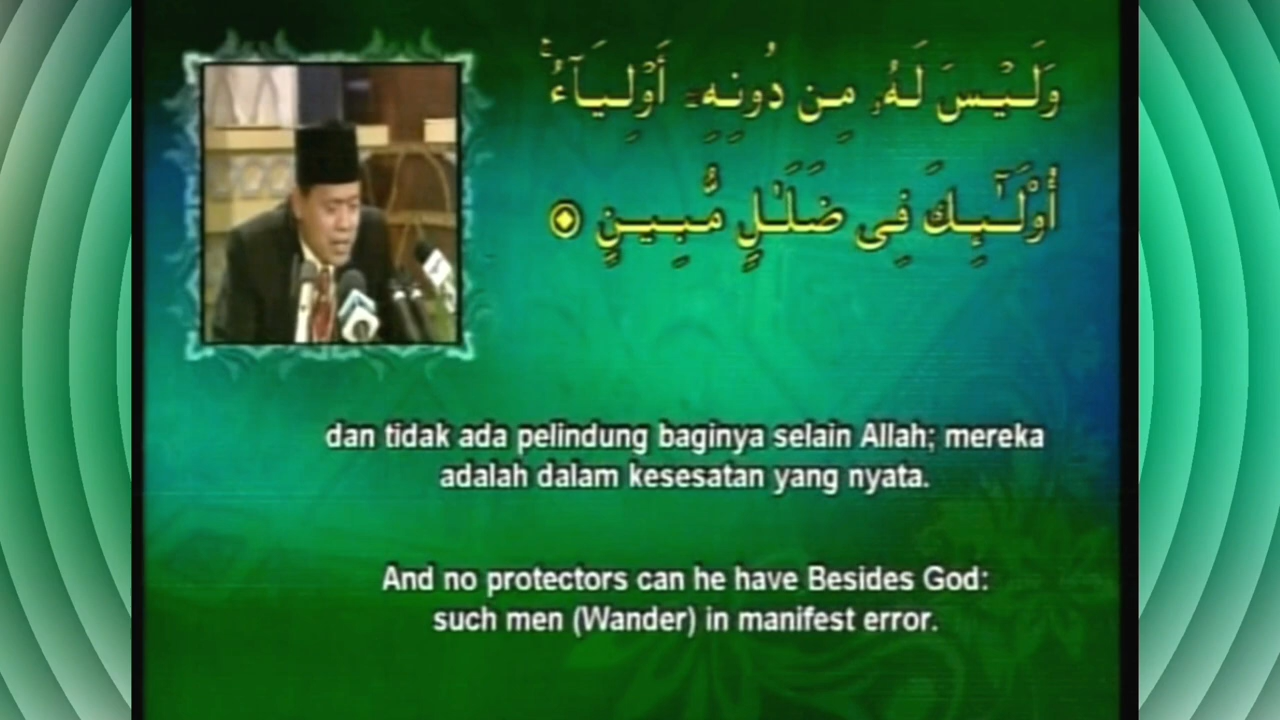 وَلَيْسَ لَهُۥ مِن دُونِهِۦٓ أَوْلِيَآءُ ۚ
أُو۟لَـٰٓئِكَ فِى ضَلَـٰلٍ مُّبِينٍ
dan tidak ada pelindung baginya selain Allah; mereka
adalah dalam kesesatan yang nyata.
And no protectors can he have Besides God:
such men (Wander) in manifest error.